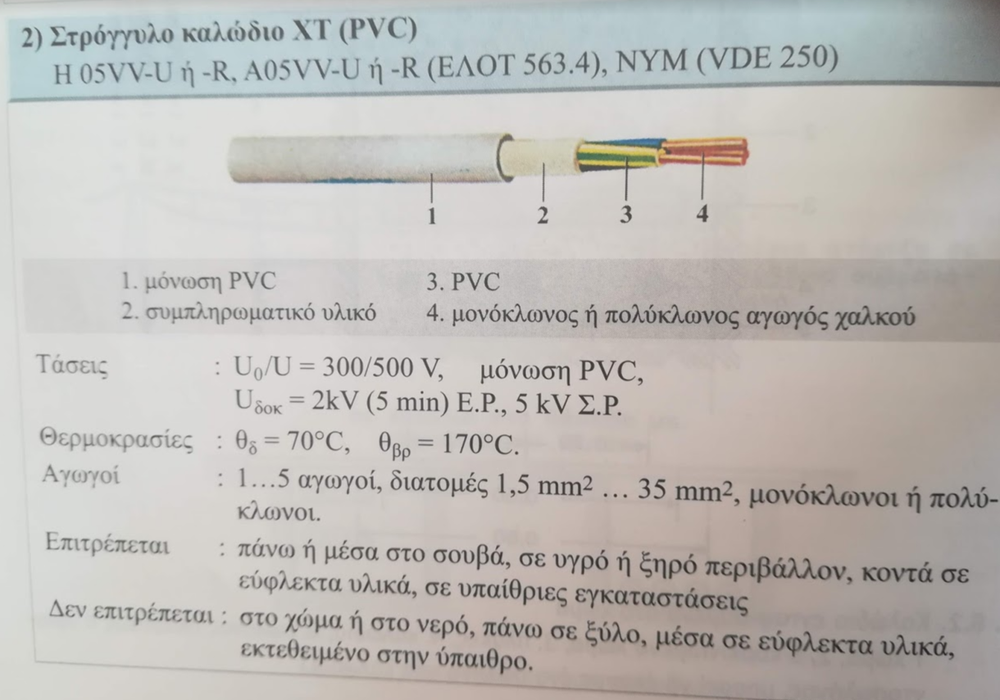 2) Στρόγγυλο καλώδιο ΧΤ (PVC)
H 05VV-U ή -R, A05VV-U ή -R (ΕΛΟΤ 563.4), NYM (VDE 250)
1 2 3 4
1. μόνωση PVC 3. PVC
2. συμπληρωματικό υλικό 4. μονόκλωνος ή πολύκλωνος αγωγός χαλκού
Τάσεις : U₀/U = 300/500 V, μόνωση PVC,
Uδοκ = 2kV (5 min) Ε.Ρ., 5 kV Σ.Ρ.
Θερμοκρασίες : θδ = 70°C, θβρ = 170°C.
Αγωγοί : 1…5 αγωγοί, διατομές 1,5 mm² … 35 mm², μονόκλωνοι ή πολύ-
κλωνοι.
Επιτρέπεται : πάνω ή μέσα στο σουβά, σε υγρό ή ξηρό περιβάλλον, κοντά σε
εύφλεκτα υλικά, σε υπαίθριες εγκαταστάσεις
Δεν επιτρέπεται : στο χώμα ή στο νερό, πάνω σε ξύλο, μέσα σε εύφλεκτα υλικά,
εκτεθειμένο στην ύπαιθρο.